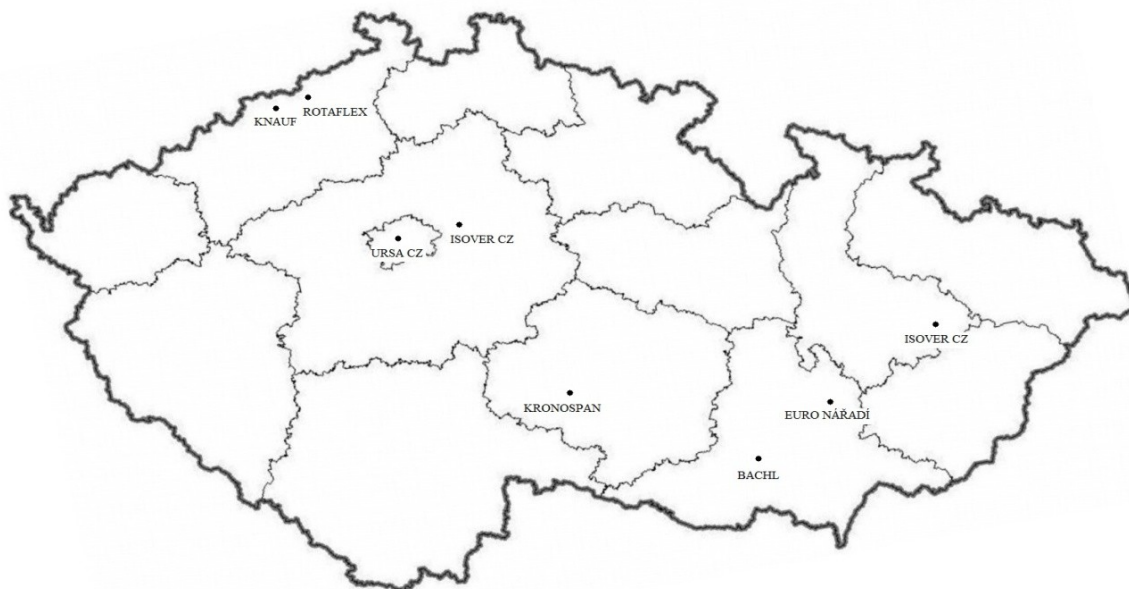 ROTAFLEX
KNAUF
ISOVER CZ
URSA CZ
ISOVER CZ
KRONOSPAN
EURO NÁŘADÍ
BACHL